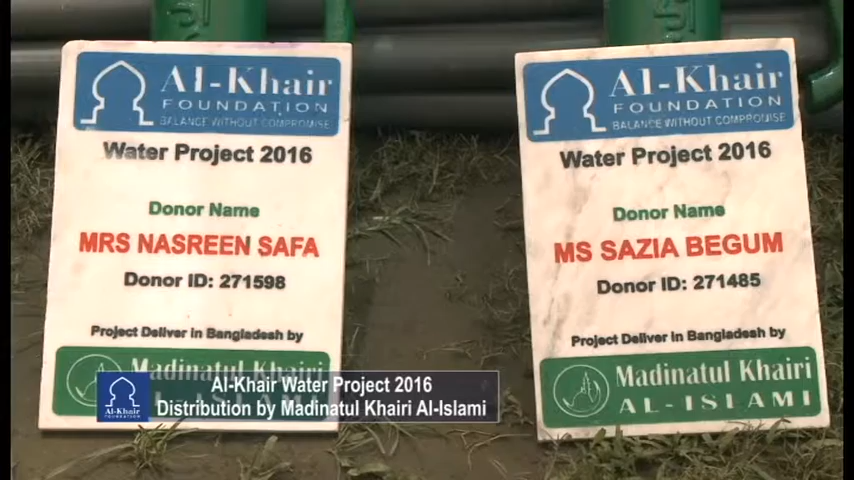 Al-Khair
FOUNDATION
BALANCE WITHOUT COMPROMISE
Water Project 2016
Donor Name
MRS NASREEN SAFA
Donor ID: 271598
Project Deliver in Bangladesh by
Madinatul Khairi
Al-Khair
FOUNDATION
BALANCE WITHOUT COMPROMISE
Water Project 2016
Donor Name
MS SAZIA BEGUM
Donor ID: 271485
Project Deliver in Bangladesh by
Madinatul Khairi
AL-ISLAMI
Al-Khair
FOUNDATION
Al-Khair Water Project 2016
Distribution by Madinatul Khairi Al-Islami